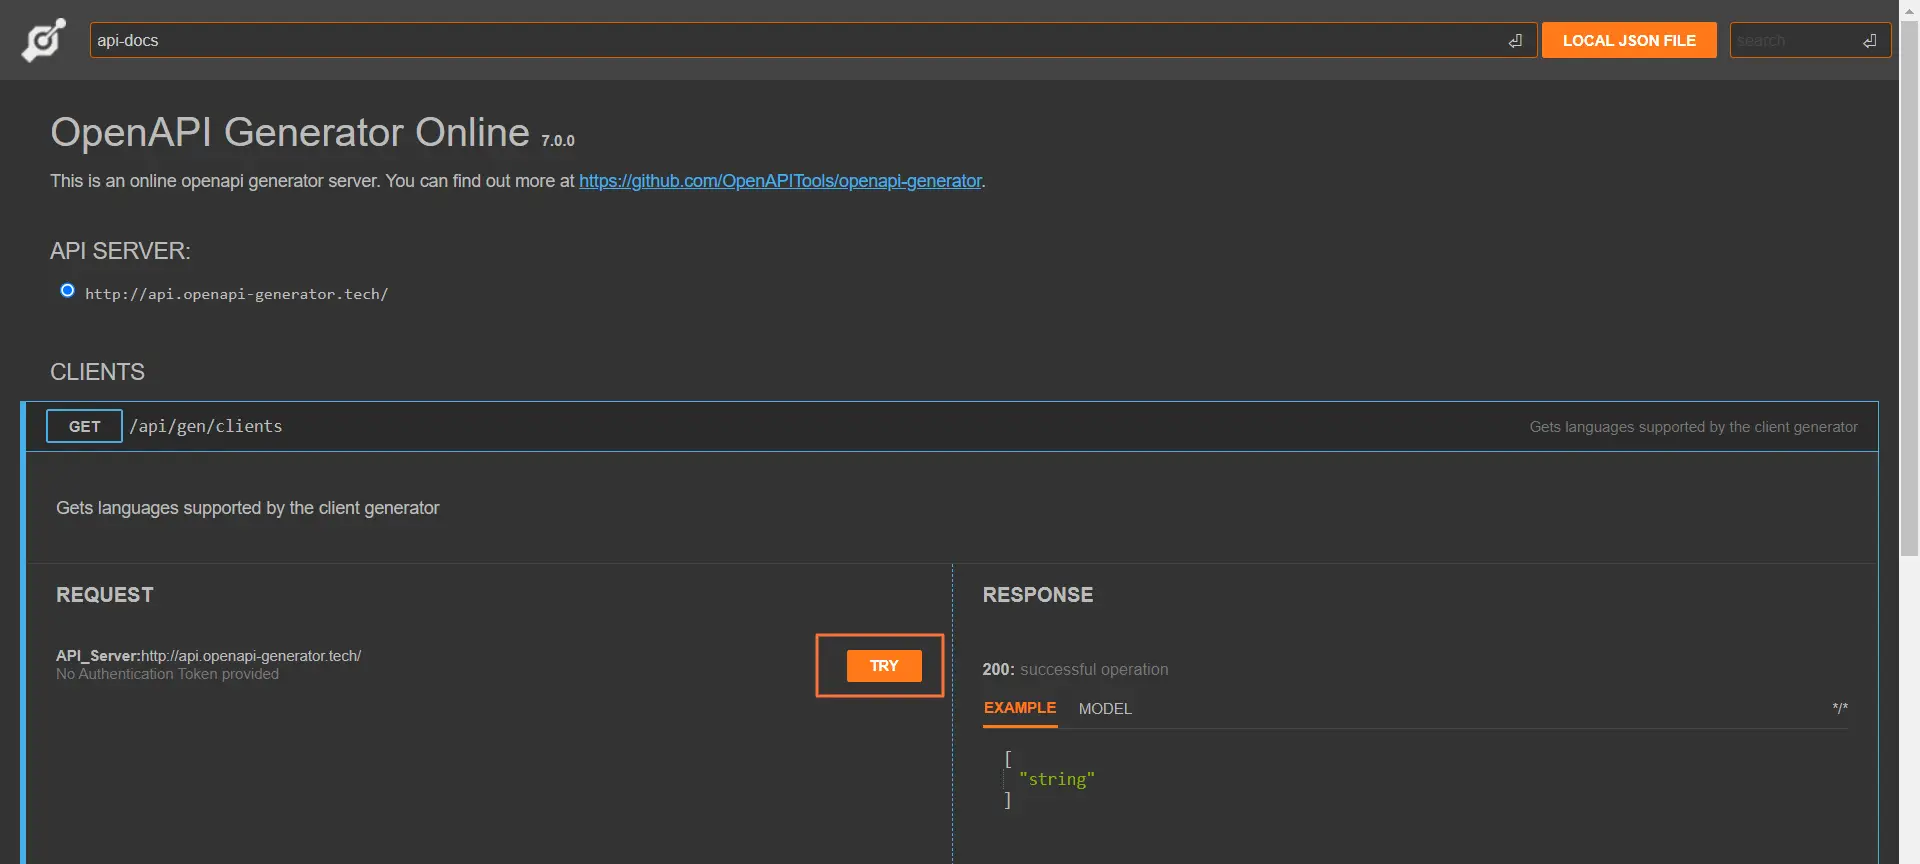 api-docs
LOCAL JSON FILE
search
OpenAPI Generator Online 7.0.0
This is an online openapi generator server. You can find out more at https://github.com/OpenAPITools/openapi-generator.
API SERVER:
http://api.openapi-generator.tech/
CLIENTS
GET /api/gen/clients
Gets languages supported by the client generator
Gets languages supported by the client generator
REQUEST
API_Server:http://api.openapi-generator.tech/
No Authentication Token provided
TRY
RESPONSE
200: successful operation
EXAMPLE MODEL */*
[
"string"
]